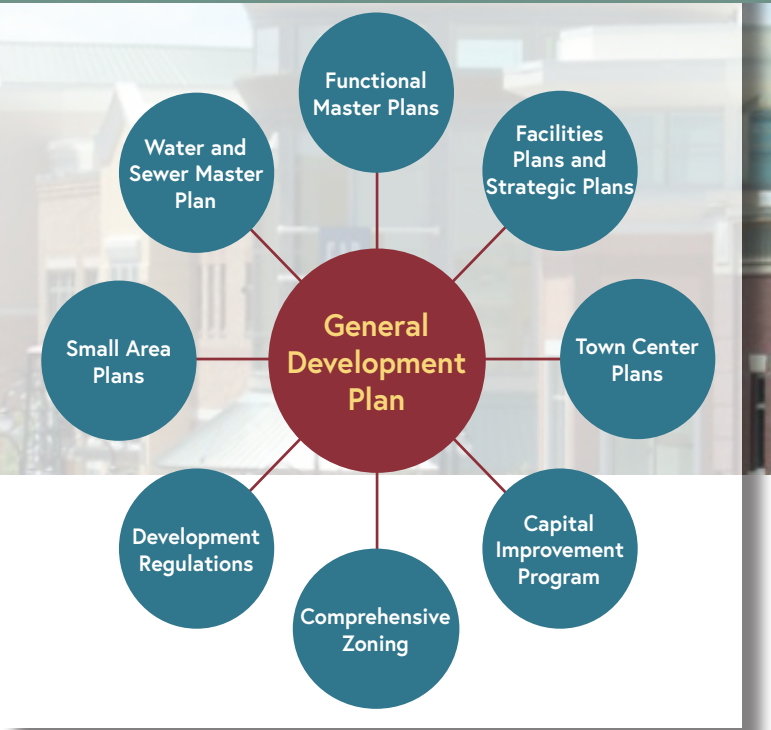 Functional
Master Plans
Facilities
Plans and
Strategic Plans
Water and
Sewer Master
Plan
General
Development
Plan
Small Area
Plans
Town Center
Plans
Development
Regulations
Capital
Improvement
Program
Comprehensive
Zoning